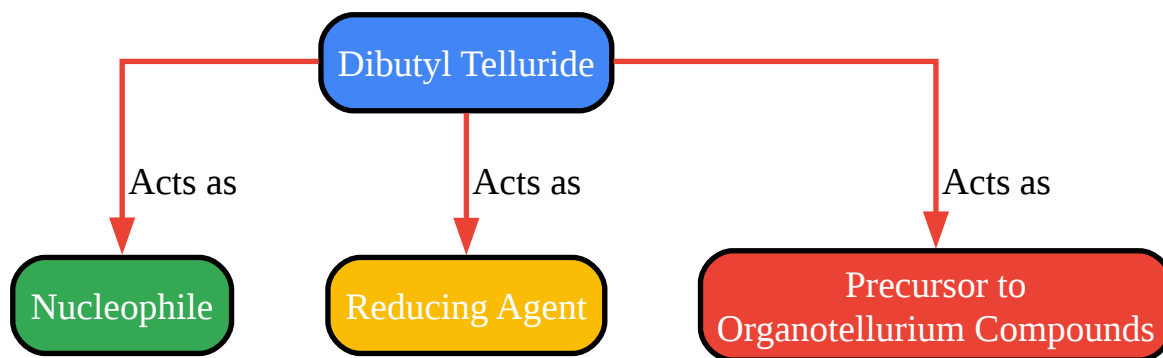 Dibutyl Telluride
Acts as
Acts as
Acts as
Nucleophile
Reducing Agent
Precursor to
Organotellurium Compounds